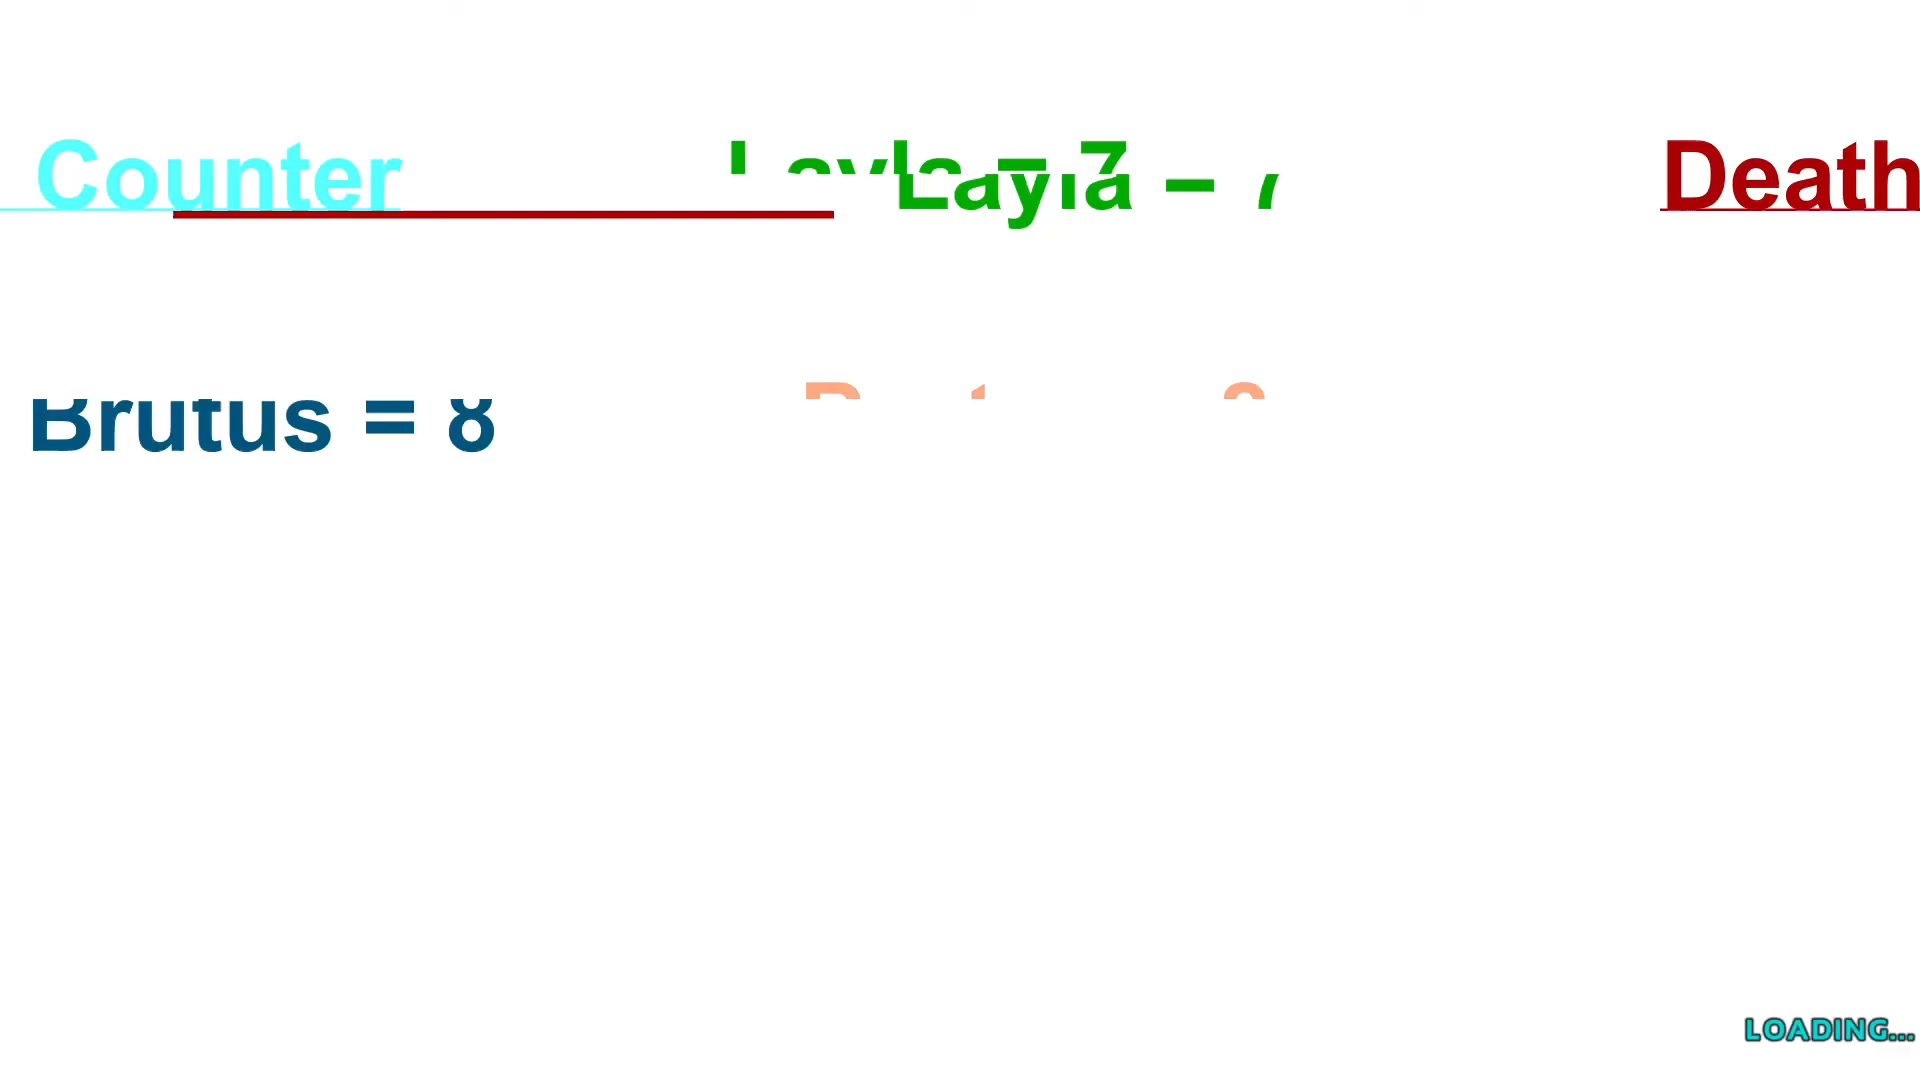 Counter Layla = 7 Death
Brutus = 8
LOADING...